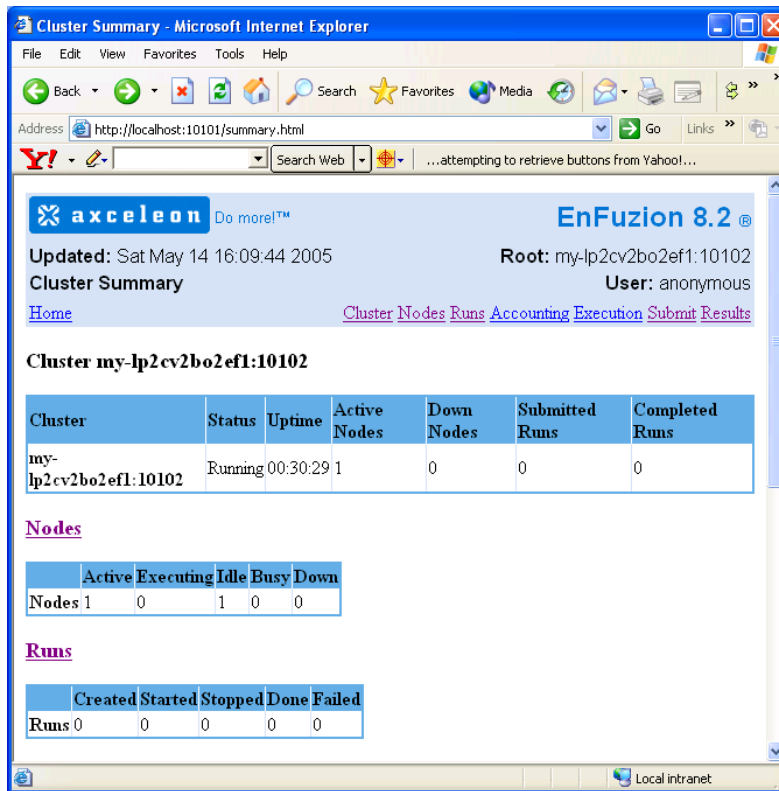 Cluster Summary - Microsoft Internet Explorer
File Edit View Favorites Tools Help
Back Search Favorites Media »
Address http://localhost:10101/summary.html Go Links »
Y! Search Web ...attempting to retrieve buttons from Yahoo!...
axceleon Do more!™ EnFuzion 8.2 ®
Updated: Sat May 14 16:09:44 2005 Root: my-lp2cv2bo2ef1:10102
Cluster Summary User: anonymous
Home Cluster Nodes Runs Accounting Execution Submit Results
Cluster my-lp2cv2bo2ef1:10102
Cluster Status Uptime Active Nodes Down Nodes Submitted Runs Completed Runs
my-lp2cv2bo2ef1:10102 Running 00:30:29 1 0 0 0
Nodes
Active Executing Idle Busy Down
Nodes 1 0 1 0 0
Runs
Created Started Stopped Done Failed
Runs 0 0 0 0 0
Local intranet